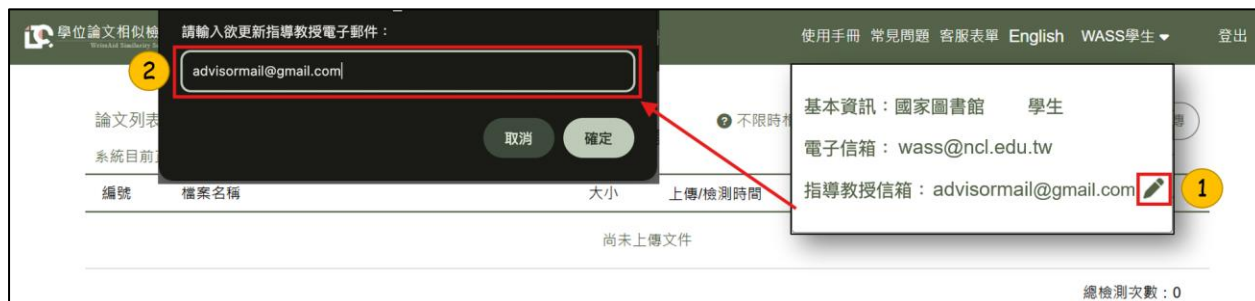 學位論文相似檢
請輸入欲更新指導教授電子郵件：
使用手冊 常見問題 客服表單 English WASS學生 登出
2
advisormail@gmail.com
取消 確定
基本資訊：國家圖書館 學生
電子信箱：wass@ncl.edu.tw
指導教授信箱：advisormail@gmail.com
1
論文列表
不限時
系統目前
編號 檔案名稱 大小 上傳/檢測時間
尚未上傳文件
總檢測次數：0